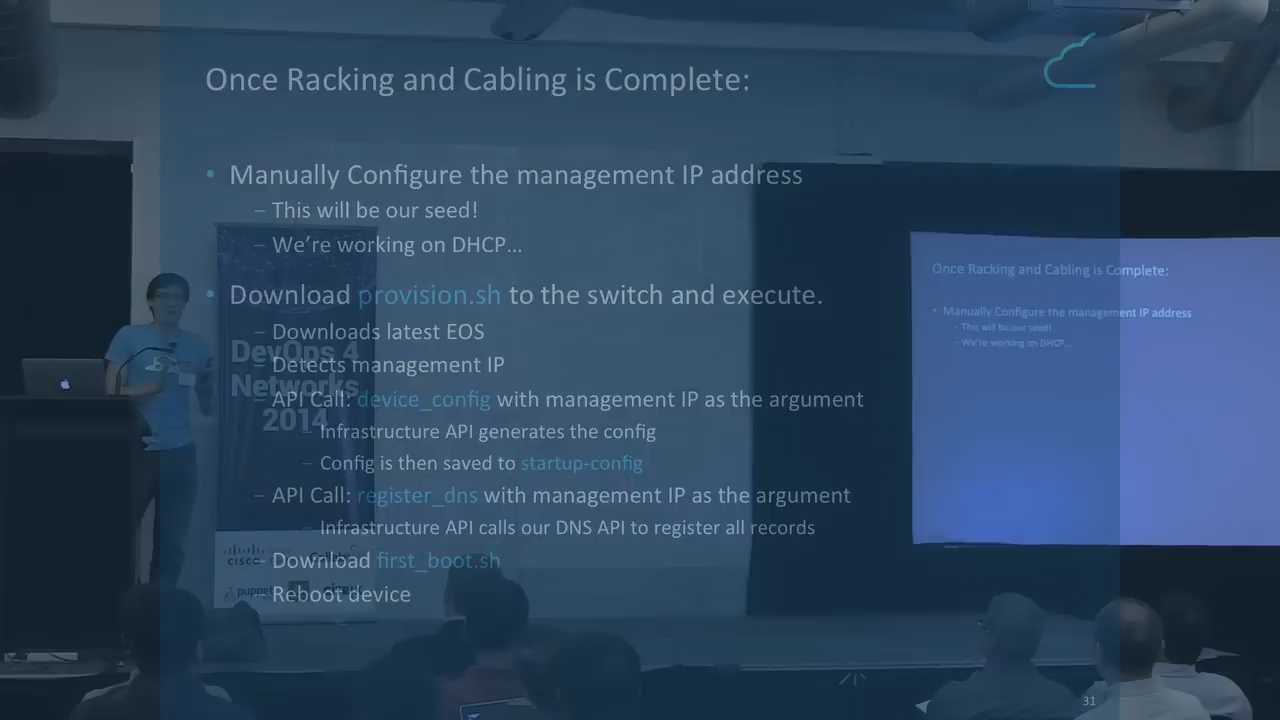 Once Racking and Cabling is Complete:
• Manually Configure the management IP address
– This will be our seed!
– We're working on DHCP...
• Download provision.sh to the switch and execute.
– Downloads latest EOS
– Detects management IP
– API Call: device_config with management IP as the argument
– Infrastructure API generates the config
– Config is then saved to startup-config
– API Call: register_dns with management IP as the argument
– Infrastructure API calls our DNS API to register all records
– Download first_boot.sh
– Reboot device
31
DevOps 4
Networks
2014
CISCO
puppet
Once Racking and Cabling is Complete:
• Manually Configure the management IP address
– This will be our seed!
– We're working on DHCP...